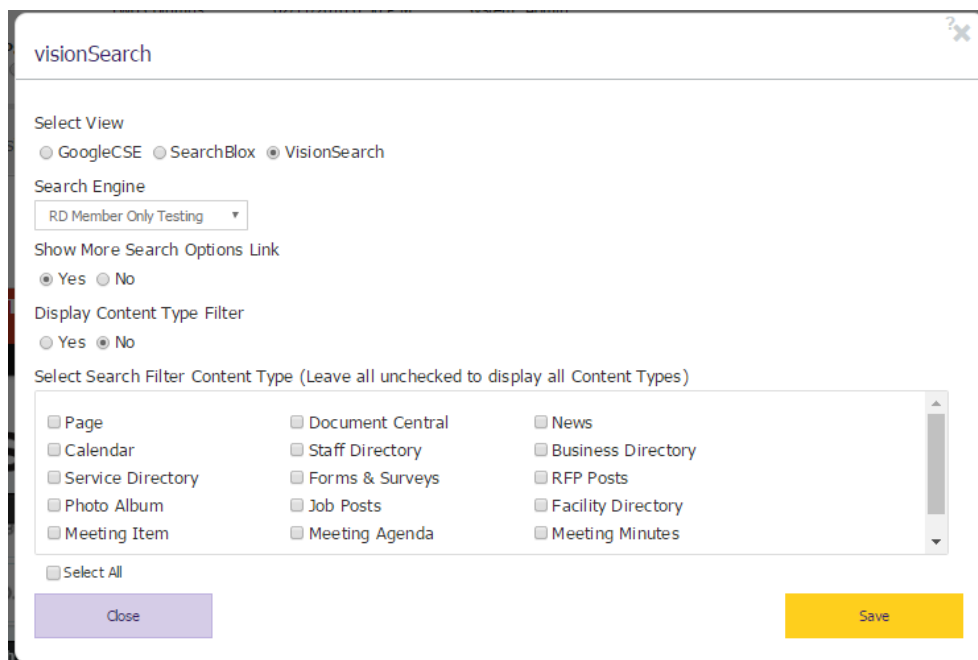 ?
visionSearch
Select View
GoogleCSE SearchBlox VisionSearch
Search Engine
RD Member Only Testing
Show More Search Options Link
Yes No
Display Content Type Filter
Yes No
Select Search Filter Content Type (Leave all unchecked to display all Content Types)
Page Document Central News
Calendar Staff Directory Business Directory
Service Directory Forms & Surveys RFP Posts
Photo Album Job Posts Facility Directory
Meeting Item Meeting Agenda Meeting Minutes
Select All
Close Save